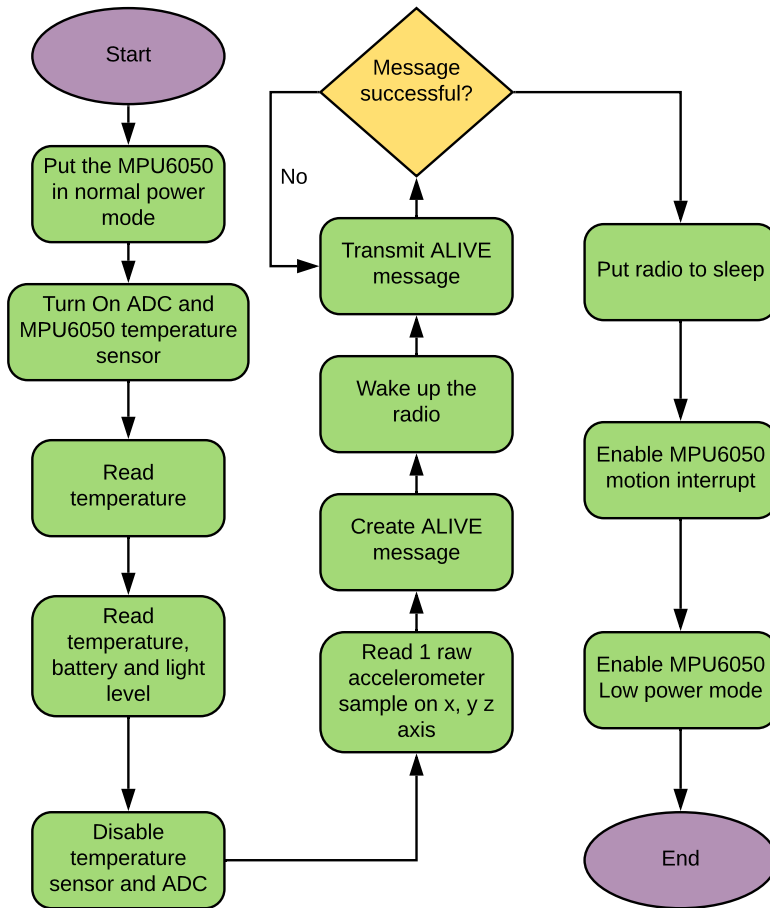 Start
Put the MPU6050
in normal power
mode
Turn On ADC and
MPU6050 temperature
sensor
Read
temperature
Read
temperature,
battery and light
level
Disable
temperature
sensor and ADC
Read 1 raw
accelerometer
sample on x, y z
axis
Create ALIVE
message
Wake up the
radio
Transmit ALIVE
message
Message
successful?
No
Put radio to sleep
Enable MPU6050
motion interrupt
Enable MPU6050
Low power mode
End